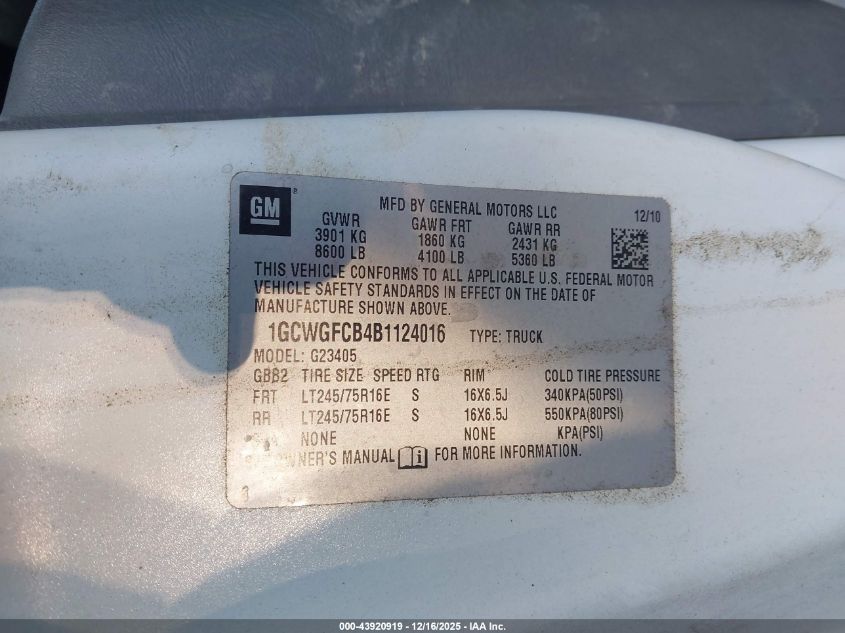 GM
MFD BY GENERAL MOTORS LLC
12/10
GVWR GAWR FRT GAWR RR
3901 KG 1860 KG 2431 KG
8600 LB 4100 LB 5360 LB
THIS VEHICLE CONFORMS TO ALL APPLICABLE U.S. FEDERAL MOTOR
VEHICLE SAFETY STANDARDS IN EFFECT ON THE DATE OF
MANUFACTURE SHOWN ABOVE.
1GCWGFCB4B1124016 TYPE: TRUCK
MODEL: G23405
GBB2 TIRE SIZE SPEED RTG RIM COLD TIRE PRESSURE
FRT LT245/75R16E S 16X6.5J 340KPA(50PSI)
RR LT245/75R16E S 16X6.5J 550KPA(80PSI)
NONE NONE KPA(PSI)
OWNER'S MANUAL FOR MORE INFORMATION.
000-43920919 - 12/16/2025 - IAA Inc.